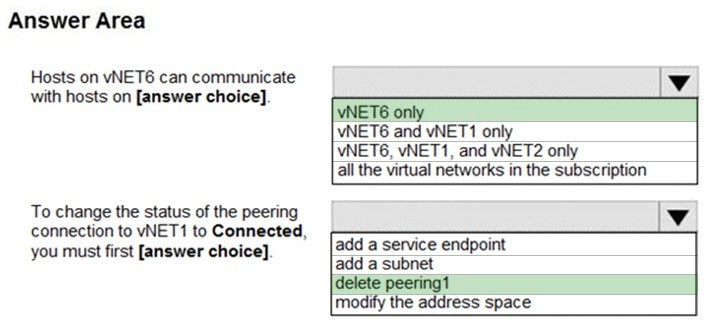 Answer Area
Hosts on vNET6 can communicate
with hosts on [answer choice].
vNET6 only
vNET6 and vNET1 only
vNET6, vNET1, and vNET2 only
all the virtual networks in the subscription
To change the status of the peering
connection to vNET1 to Connected,
you must first [answer choice].
add a service endpoint
add a subnet
delete peering1
modify the address space